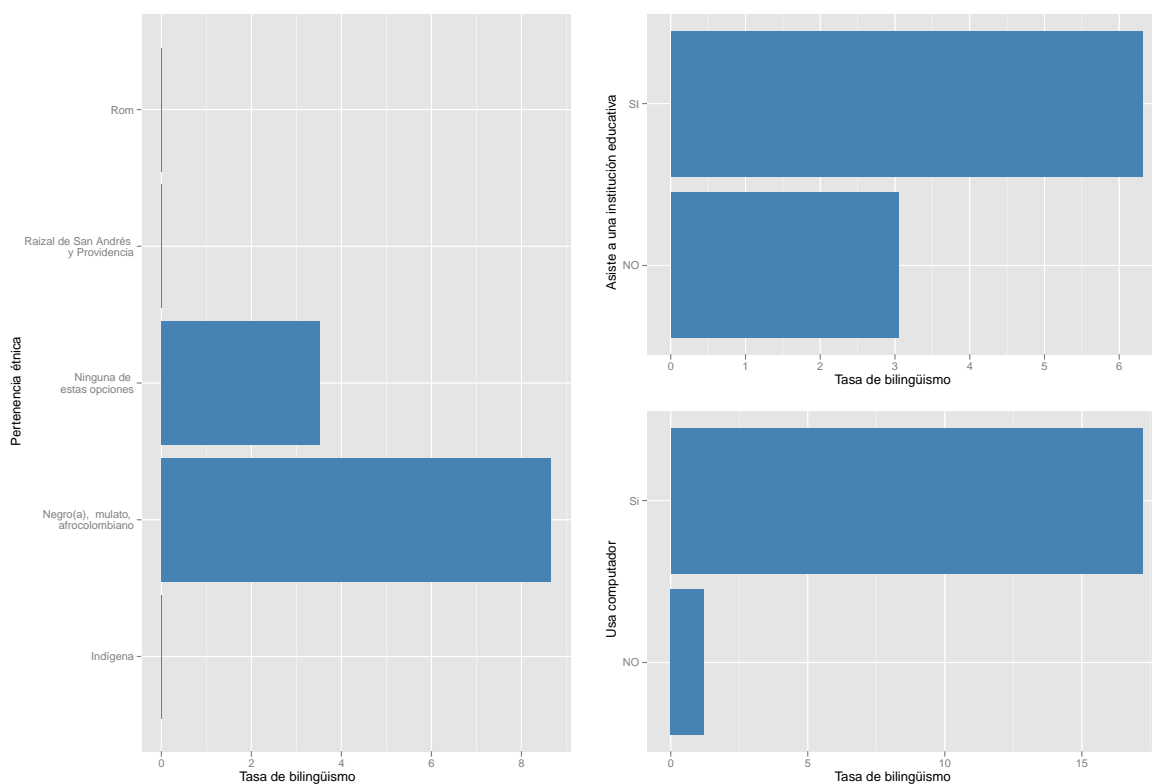 Pertenencia étnica
Rom
Raizal de San Andrés
y Providencia
Ninguna de
estas opciones
Negro(a),  mulato,
afrocolombiano
Indígena
0 2 4 6 8
Tasa de bilingüismo
Asiste a una institución educativa
SI
NO
0 1 2 3 4 5 6
Tasa de bilingüismo
Usa computador
Si
NO
0 5 10 15
Tasa de bilingüismo